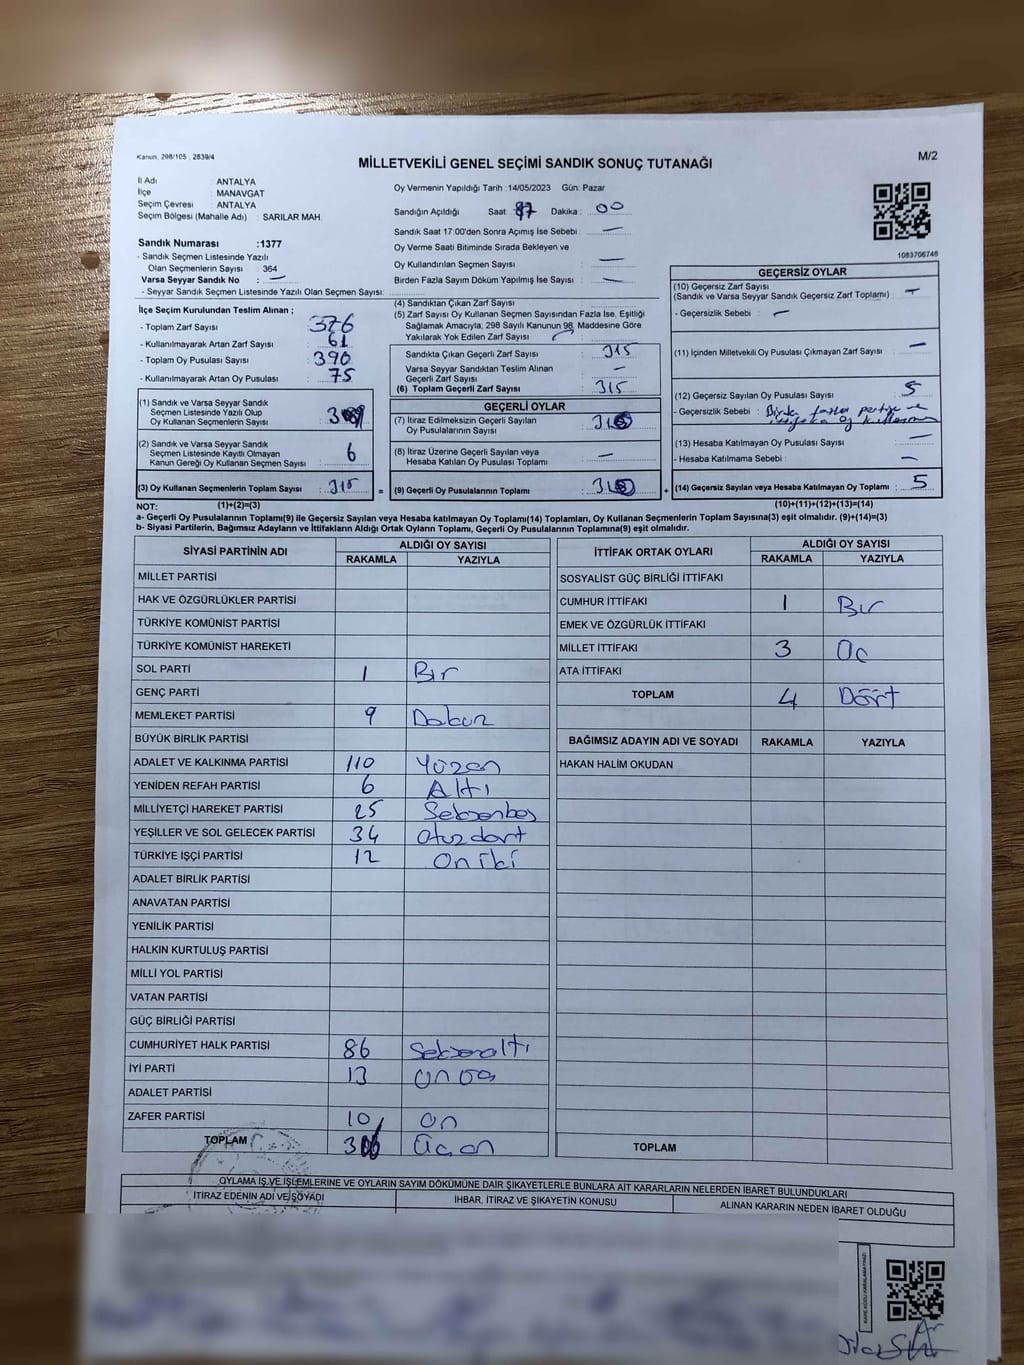 Kanun, 298/105 , 2839/4
MİLLETVEKİLİ GENEL SEÇİMİ SANDIK SONUÇ TUTANAĞI
M/2
İl Adı ANTALYA
İlçe MANAVGAT
Seçim Çevresi : ANTALYA
Seçim Bölgesi (Mahalle Adı) : SARILAR MAH.
Sandık Numarası :1377
- Sandık Seçmen Listesinde Yazılı
Olan Seçmenlerin Sayısı : 364
Varsa Seyyar Sandık No : —
- Seyyar Sandık Seçmen Listesinde Yazılı Olan Seçmen Sayısı:
Oy Vermenin Yapıldığı Tarih :14/05/2023 Gün: Pazar
Sandığın Açıldığı Saat : Dakika : 00
Sandık Saat 17:00'den Sonra Açımış İse Sebebi : —
Oy Verme Saati Bitiminde Sırada Bekleyen ve
Oy Kullandırılan Seçmen Sayısı : —
Birden Fazla Sayım Döküm Yapılmış İse Sayısı : —
1083706746
İlçe Seçim Kurulundan Teslim Alınan ;
- Toplam Zarf Sayısı : 376
- Kullanılmayarak Artan Zarf Sayısı : 61
- Toplam Oy Pusulası Sayısı : 390
- Kullanılmayarak Artan Oy Pusulası : 75
(1) Sandık ve Varsa Seyyar Sandık
Seçmen Listesinde Yazılı Olup
Oy Kullanan Seçmenlerin Sayısı :
(2) Sandık ve Varsa Seyyar Sandık
Seçmen Listesinde Kayıtlı Olmayan
Kanun Gereği Oy Kullanan Seçmen Sayısı : 6
(3) Oy Kullanan Seçmenlerin Toplam Sayısı : 315
(4) Sandıktan Çıkan Zarf Sayısı :
(5) Zarf Sayısı Oy Kullanan Seçmen Sayısından Fazla İse, Eşitliği
Sağlamak Amacıyla; 298 Sayılı Kanunun 98. Maddesine Göre
Yakılarak Yok Edilen Zarf Sayısı :
Sandıkta Çıkan Geçerli Zarf Sayısı : 315
Varsa Seyyar Sandıktan Teslim Alınan
Geçerli Zarf Sayısı : —
(6) Toplam Geçerli Zarf Sayısı : 315
GEÇERLİ OYLAR
(7) İtiraz Edilmeksizin Geçerli Sayılan
Oy Pusulalarının Sayısı :
(8) İtiraz Üzerine Geçerli Sayılan veya
Hesaba Katılan Oy Pusulası Toplamı : —
= (9) Geçerli Oy Pusulalarının Toplamı :
GEÇERSİZ OYLAR
(10) Geçersiz Zarf Sayısı
(Sandık ve Varsa Seyyar Sandık Geçersiz Zarf Toplamı) : —
- Geçersizlik Sebebi : —
(11) İçinden Milletvekili Oy Pusulası Çıkmayan Zarf Sayısı : —
(12) Geçersiz Sayılan Oy Pusulası Sayısı : 5
- Geçersizlik Sebebi : Birden fazla partiye ve
ittifaka oy kullanma
(13) Hesaba Katılmayan Oy Pusulası Sayısı : —
- Hesaba Katılmama Sebebi : —
+ (14) Geçersiz Sayılan veya Hesaba Katılmayan Oy Toplamı : 5
NOT: (1)+(2)=(3)
(10)+(11)+(12)+(13)=(14)
a- Geçerli Oy Pusulalarının Toplamı(9) ile Geçersiz Sayılan veya Hesaba katılmayan Oy Toplamı(14) Toplamları, Oy Kullanan Seçmenlerin Toplam Sayısına(3) eşit olmalıdır. (9)+(14)=(3)
b- Siyasi Partilerin, Bağımsız Adayların ve İttifakların Aldığı Ortak Oyların Toplamı, Geçerli Oy Pusulalarının Toplamına(9) eşit olmalıdır.
SİYASİ PARTİNİN ADI ALDIĞI OY SAYISI
RAKAMLA YAZIYLA
MİLLET PARTİSİ
HAK VE ÖZGÜRLÜKLER PARTİSİ
TÜRKİYE KOMÜNİST PARTİSİ
TÜRKİYE KOMÜNİST HAREKETİ
SOL PARTİ 1 Bir
GENÇ PARTİ
MEMLEKET PARTİSİ 9 Dokuz
BÜYÜK BİRLİK PARTİSİ
ADALET VE KALKINMA PARTİSİ 110 Yüzon
YENİDEN REFAH PARTİSİ 6 Altı
MİLLİYETÇİ HAREKET PARTİSİ 25
YEŞİLLER VE SOL GELECEK PARTİSİ 34 otuzdört
TÜRKİYE İŞÇİ PARTİSİ 12 on iki
ADALET BİRLİK PARTİSİ
ANAVATAN PARTİSİ
YENİLİK PARTİSİ
HALKIN KURTULUŞ PARTİSİ
MİLLİ YOL PARTİSİ
VATAN PARTİSİ
GÜÇ BİRLİĞİ PARTİSİ
CUMHURİYET HALK PARTİSİ 86 Seksenaltı
İYİ PARTİ 13 onüç
ADALET PARTİSİ
ZAFER PARTİSİ 10 on
TOPLAM
İTTİFAK ORTAK OYLARI ALDIĞI OY SAYISI
RAKAMLA YAZIYLA
SOSYALİST GÜÇ BİRLİĞİ İTTİFAKI
CUMHUR İTTİFAKI 1 Bir
EMEK VE ÖZGÜRLÜK İTTİFAKI
MİLLET İTTİFAKI 3 Üç
ATA İTTİFAKI
TOPLAM 4 Dört
BAĞIMSIZ ADAYIN ADI VE SOYADI RAKAMLA YAZIYLA
HAKAN HALİM OKUDAN
TOPLAM
OYLAMA İŞ VE İŞLEMLERİNE VE OYLARIN SAYIM DÖKÜMÜNE DAİR ŞİKAYETLERLE BUNLARA AİT KARARLARIN NELERDEN İBARET BULUNDUKLARI
İTİRAZ EDENİN ADI VE SOYADI İHBAR, İTİRAZ VE ŞİKAYETİN KONUSU ALINAN KARARIN NEDEN İBARET OLDUĞU